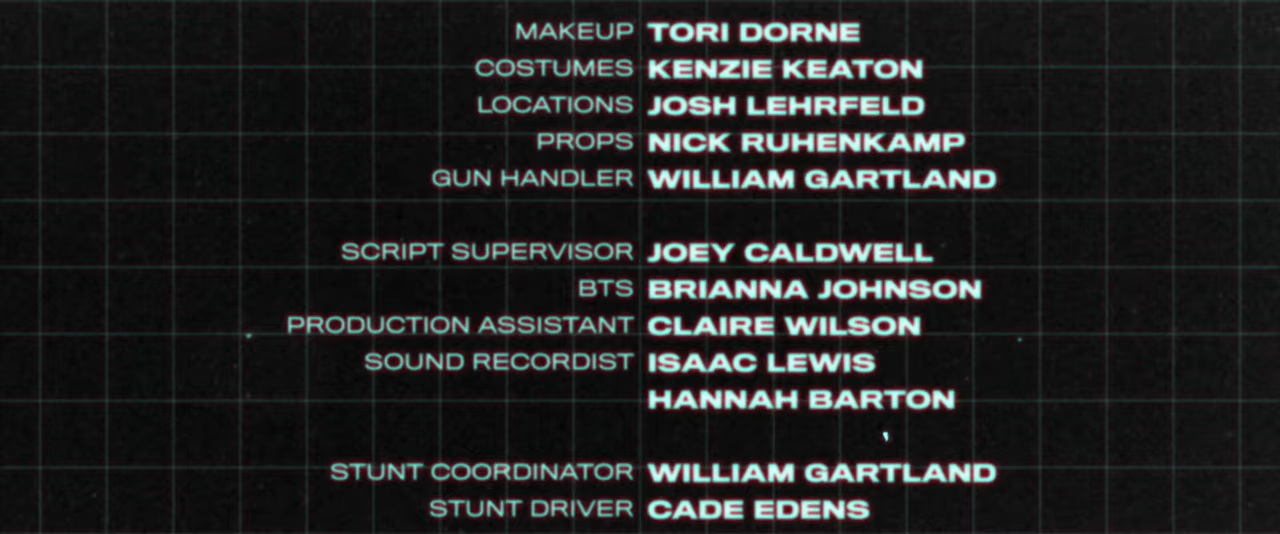 MAKEUP TORI DORNE
COSTUMES KENZIE KEATON
LOCATIONS JOSH LEHRFELD
PROPS NICK RUHENKAMP
GUN HANDLER WILLIAM GARTLAND
SCRIPT SUPERVISOR JOEY CALDWELL
BTS BRIANNA JOHNSON
PRODUCTION ASSISTANT CLAIRE WILSON
SOUND RECORDIST ISAAC LEWIS
HANNAH BARTON
STUNT COORDINATOR WILLIAM GARTLAND
STUNT DRIVER CADE EDENS